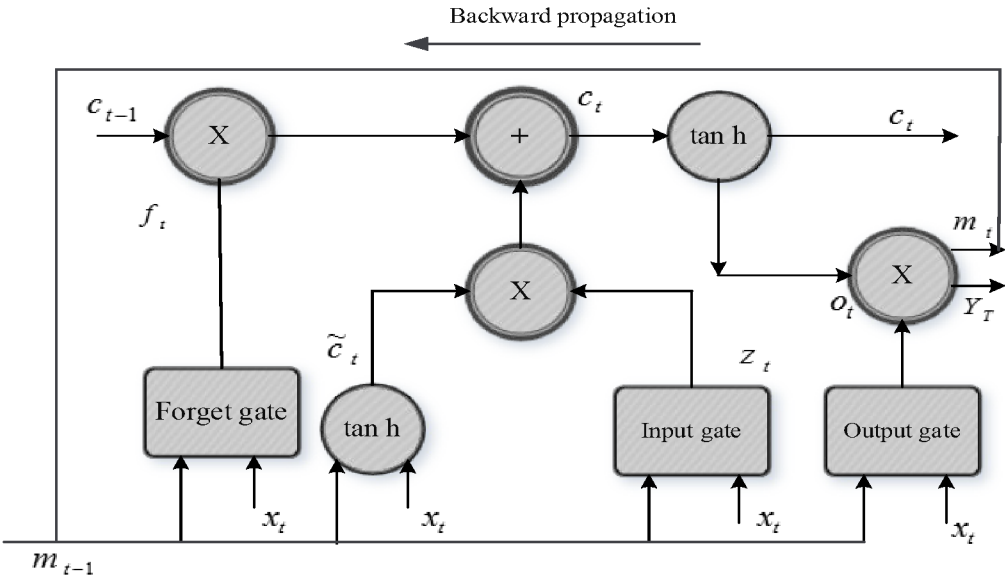 Backward propagation
c t-1
X
+
c t
tan h
c t
f t
m t
X
X
o t
Y T
c̃ t
z t
Forget gate
tan h
Input gate
Output gate
x t
x t
x t
x t
m t-1